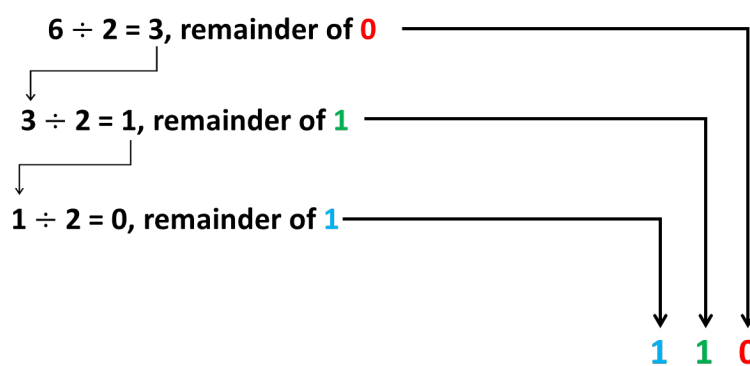 6 ÷ 2 = 3, remainder of 0
3 ÷ 2 = 1, remainder of 1
1 ÷ 2 = 0, remainder of 1
1 1 0